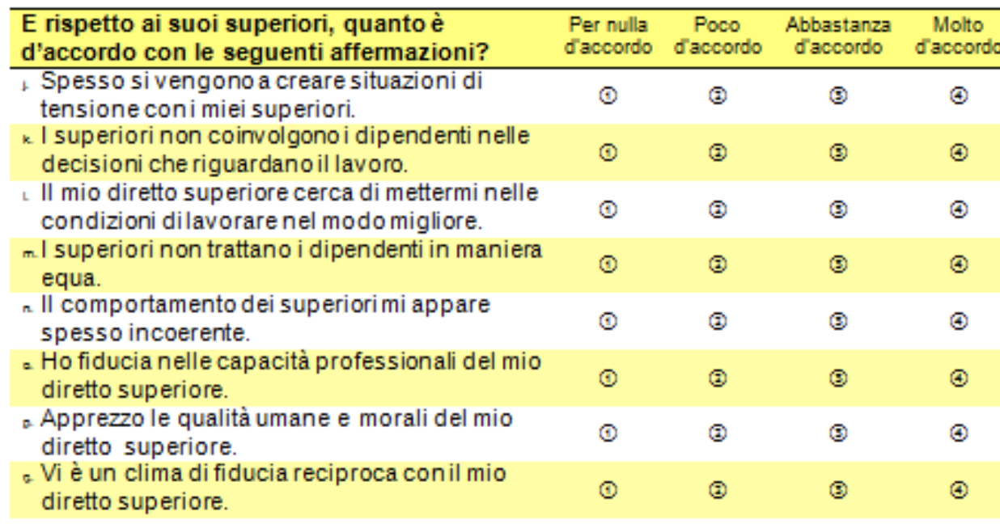 E rispetto ai suoi superiori, quanto è Per nulla Poco Abbastanza Molto
d'accordo con le seguenti affermazioni? d'accordo d'accordo d'accordo d'accordo
j. Spesso si vengono a creare situazioni di
tensione con i miei superiori. ① ② ③ ④
k. I superiori non coinvolgono i dipendenti nelle
decisioni che riguardano il lavoro. ① ② ③ ④
l. Il mio diretto superiore cerca di mettermi nelle
condizioni di lavorare nel modo migliore. ① ② ③ ④
m. I superiori non trattano i dipendenti in maniera
equa. ① ② ③ ④
n. Il comportamento dei superiori mi appare
spesso incoerente. ① ② ③ ④
o. Ho fiducia nelle capacità professionali del mio
diretto superiore. ① ② ③ ④
p. Apprezzo le qualità umane e morali del mio
diretto superiore. ① ② ③ ④
q. Vi è un clima di fiducia reciproca con il mio
diretto superiore. ① ② ③ ④